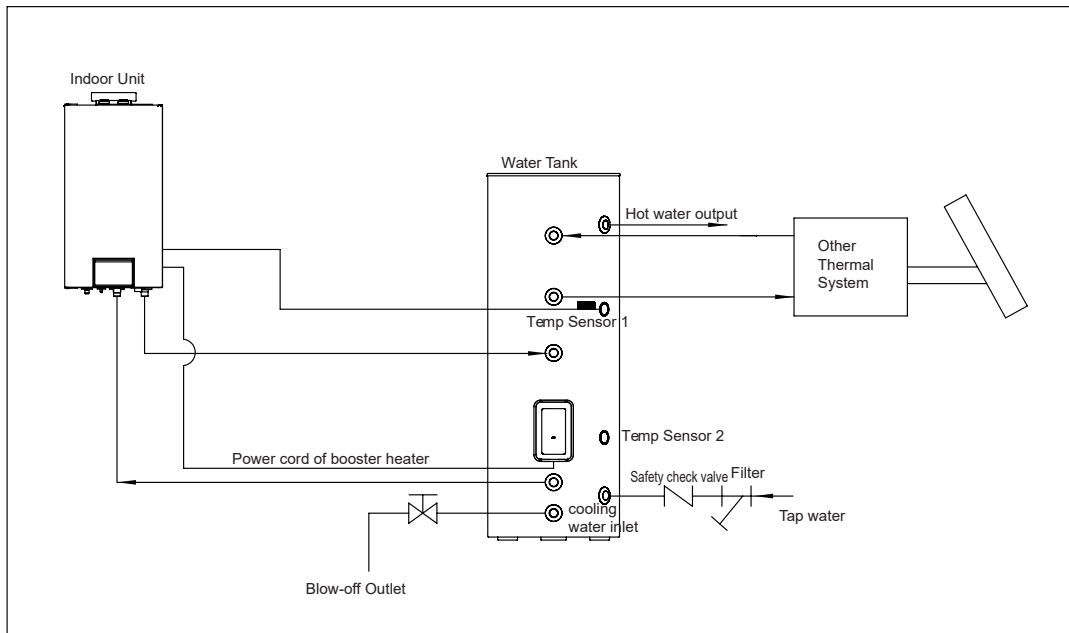 Indoor Unit
Water Tank
Hot water output
Other
Thermal
System
Temp Sensor 1
Temp Sensor 2
Power cord of booster heater
Safety check valve
Filter
cooling
water inlet
Tap water
Blow-off Outlet